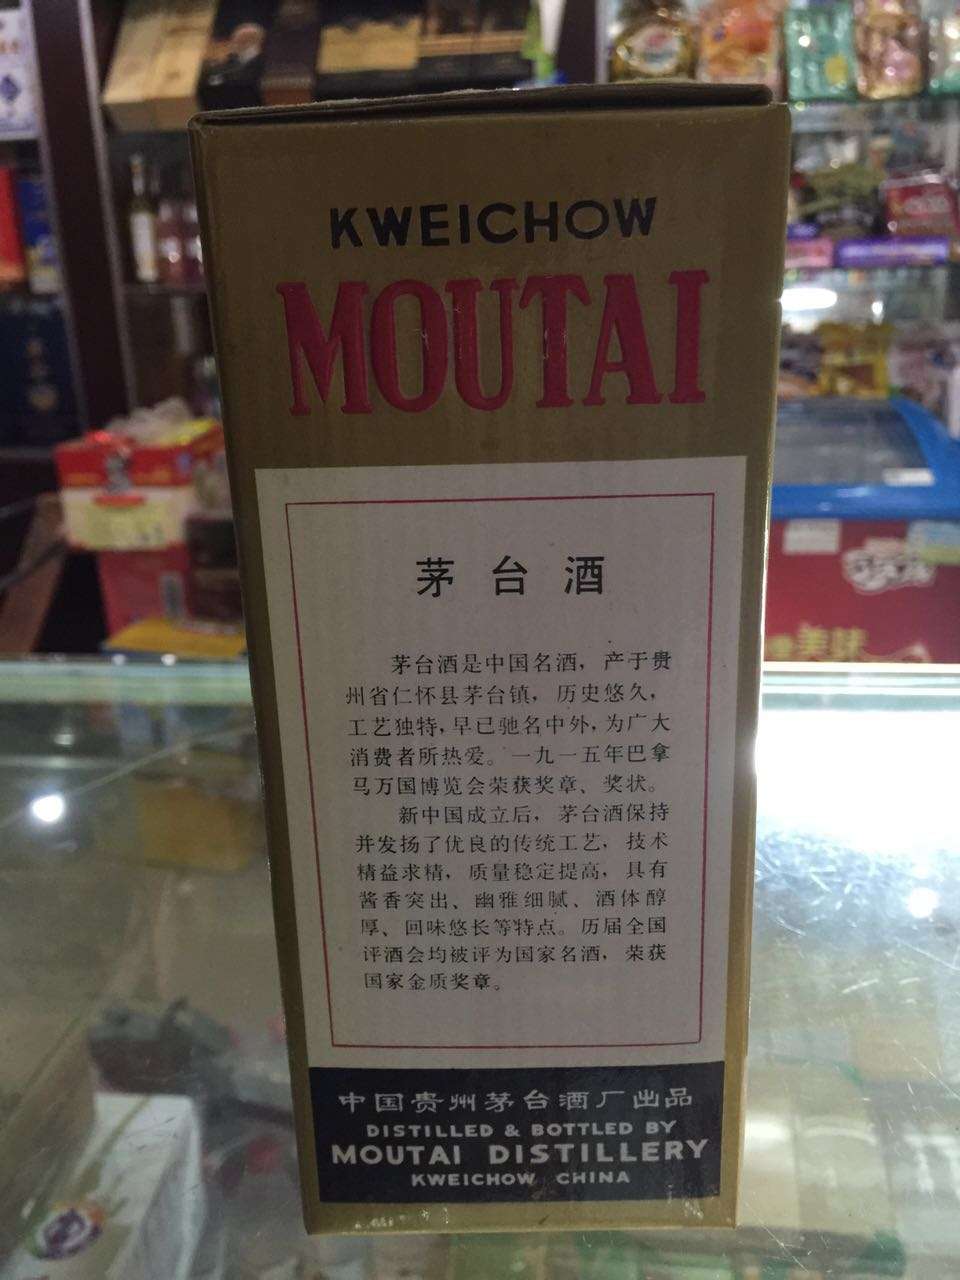 KWEICHOW
MOUTAI
茅台酒
茅台酒是中国名酒，产于贵
州省仁怀县茅台镇，历史悠久，
工艺独特，早已驰名中外，为广大
消费者所热爱。一九一五年巴拿
马万国博览会荣获奖章、奖状。
新中国成立后，茅台酒保持
并发扬了优良的传统工艺，技术
精益求精，质量稳定提高，具有
酱香突出、幽雅细腻、酒体醇
厚、回味悠长等特点。历届全国
评酒会均被评为国家名酒，荣获
国家金质奖章。
中国贵州茅台酒厂出品
DISTILLED & BOTTLED BY
MOUTAI DISTILLERY
KWEICHOW CHINA
美味